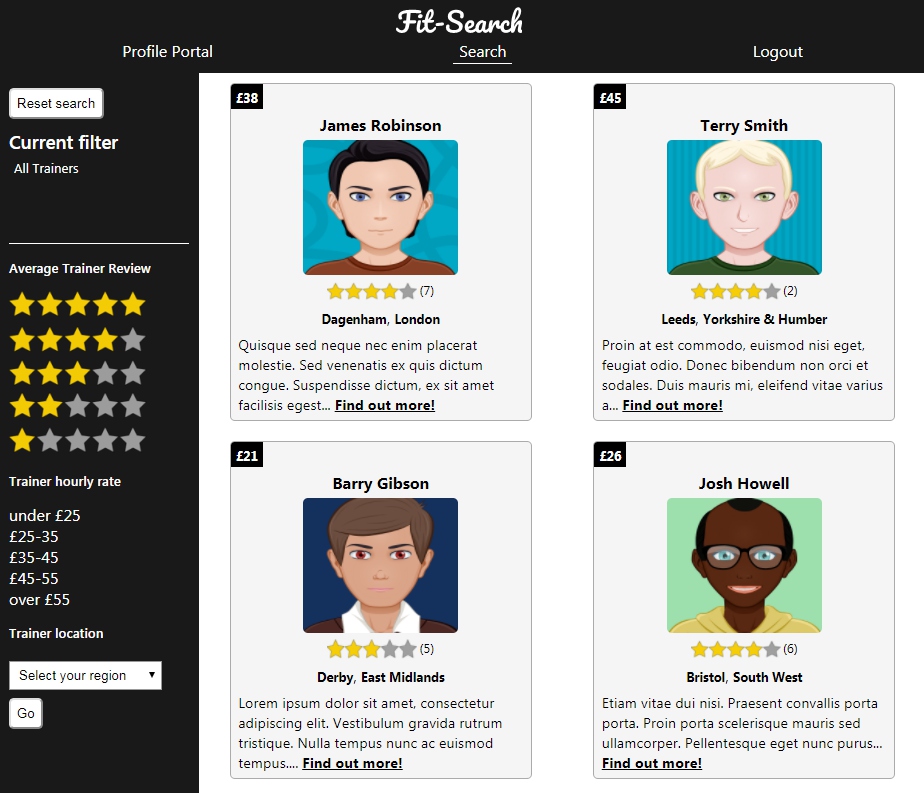 Fit-Search
Profile Portal
Search
Logout
Reset search
Current filter
All Trainers
Average Trainer Review
Trainer hourly rate
under £25
£25-35
£35-45
£45-55
over £55
Trainer location
Select your region
Go
£38
James Robinson
(7)
Dagenham, London
Quisque sed neque nec enim placerat
molestie. Sed venenatis ex quis dictum
congue. Suspendisse dictum, ex sit amet
facilisis egest... Find out more!
£45
Terry Smith
(2)
Leeds, Yorkshire & Humber
Proin at est commodo, euismod nisi eget,
feugiat odio. Donec bibendum non orci et
sodales. Duis mauris mi, eleifend vitae varius
a... Find out more!
£21
Barry Gibson
(5)
Derby, East Midlands
Lorem ipsum dolor sit amet, consectetur
adipiscing elit. Vestibulum gravida rutrum
tristique. Nulla tempus nunc ac euismod
tempus.... Find out more!
£26
Josh Howell
(6)
Bristol, South West
Etiam vitae dui nisi. Praesent convallis porta
porta. Proin porta scelerisque mauris sed
ullamcorper. Pellentesque eget nunc purus...
Find out more!